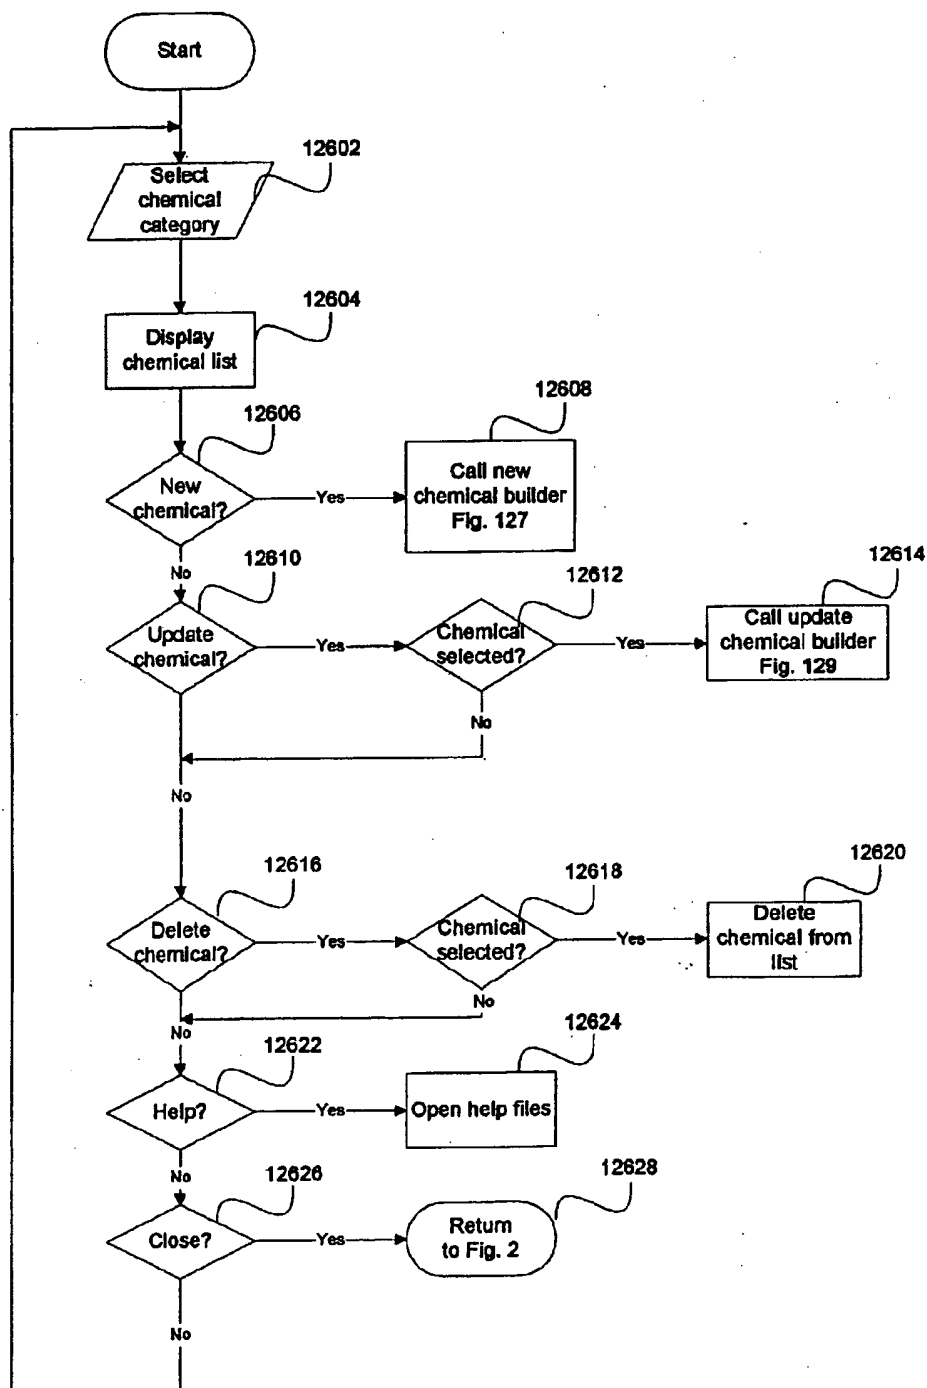 Start
12602
Select
chemical
category
12604
Display
chemical list
12606
12608
New
chemical?
Yes
Call new
chemical builder
Fig. 127
No
12610
12612
12614
Update
chemical?
Yes
Chemical
selected?
Yes
Call update
chemical builder
Fig. 129
No
No
12616
12618
12620
Delete
chemical?
Yes
Chemical
selected?
Yes
Delete
chemical from
list
No
No
12622
12624
Help?
Yes
Open help files
No
12626
12628
Close?
Yes
Return
to Fig. 2
No